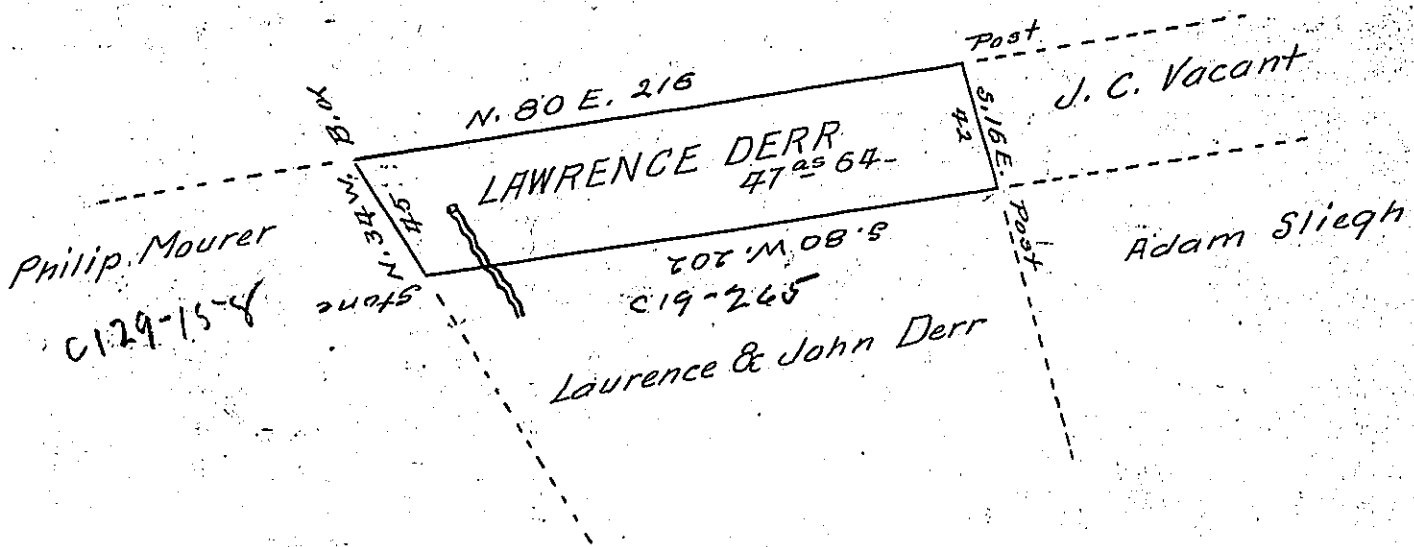 Post
J. C. Vacant
N. 80 E. 216
B.O.
S. 16 E.
42
LAWRENCE DERR
47 as 64-
45
N. 34 W.
Philip Mourer
Stone
S. 80 W. 202
Post
Adam Sliegh
C129-15-8
C19-265
Laurence & John Derr